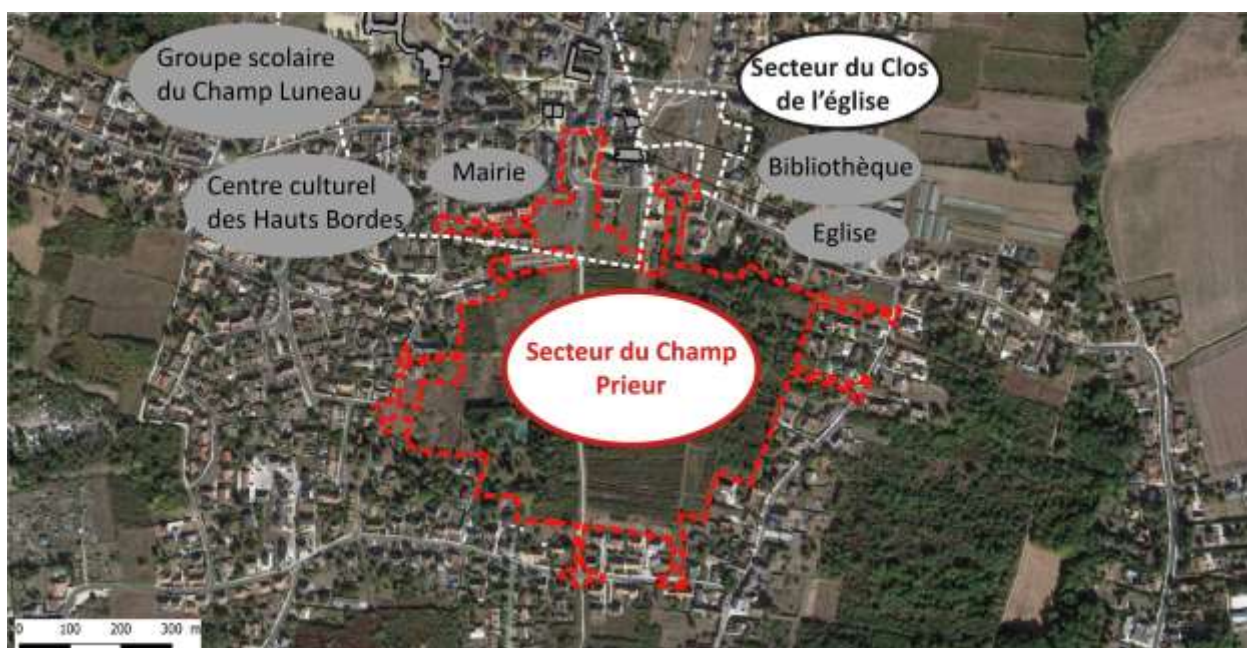 Groupe scolaire
du Champ Luneau
Secteur du Clos
de l'église
Mairie
Bibliothèque
Centre culturel
des Hauts Bordes
Eglise
Secteur du Champ
Prieur
0 100 200 300 m